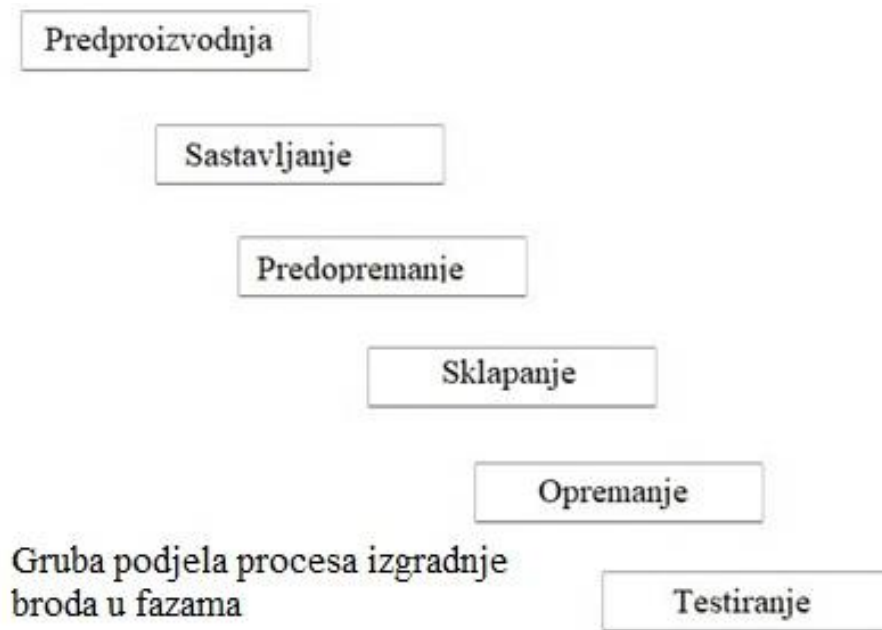 Predproizvodnja
Sastavljanje
Predopremanje
Sklapanje
Opremanje
Gruba podjela procesa izgradnje
broda u fazama
Testiranje